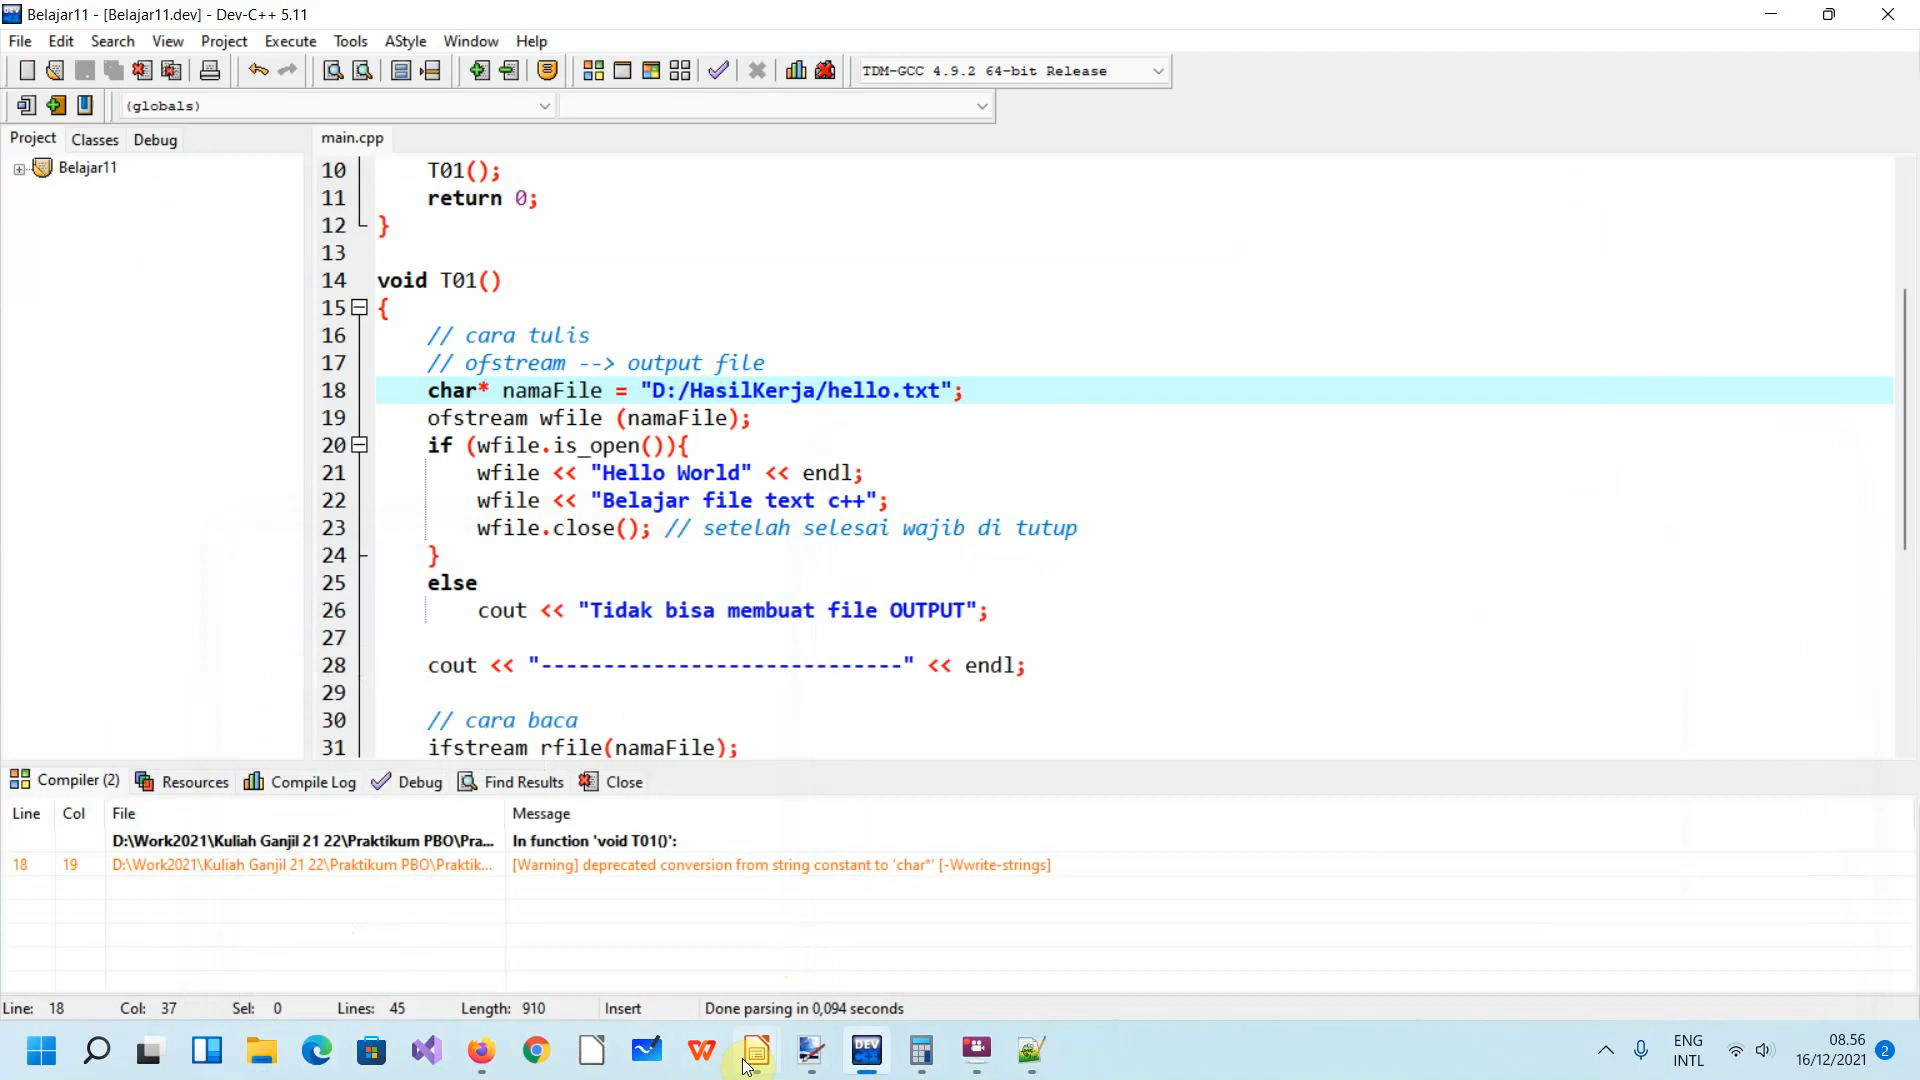 Belajar11 - [Belajar11.dev] - Dev-C++ 5.11
File Edit Search View Project Execute Tools AStyle Window Help
TDM-GCC 4.9.2 64-bit Release
(globals)
Project Classes Debug
main.cpp
Belajar11
10 T01();
11 return 0;
12 }
13
14 void T01()
15 {
16 // cara tulis
17 // ofstream --> output file
18 char* namaFile = "D:/HasilKerja/hello.txt";
19 ofstream wfile (namaFile);
20 if (wfile.is_open()){
21 wfile << "Hello World" << endl;
22 wfile << "Belajar file text c++";
23 wfile.close(); // setelah selesai wajib di tutup
24 }
25 else
26 cout << "Tidak bisa membuat file OUTPUT";
27
28 cout << "-----------------------------" << endl;
29
30 // cara baca
31 ifstream rfile(namaFile);
Compiler (2) Resources Compile Log Debug Find Results Close
Line Col File Message
D:\Work2021\Kuliah Ganjil 21 22\Praktikum PBO\Pra... In function 'void T01()':
18 19 D:\Work2021\Kuliah Ganjil 21 22\Praktikum PBO\Praktik... [Warning] deprecated conversion from string constant to 'char*' [-Wwrite-strings]
Line: 18 Col: 37 Sel: 0 Lines: 45 Length: 910 Insert Done parsing in 0,094 seconds
DEV C++
ENG
INTL
08.56
16/12/2021
2